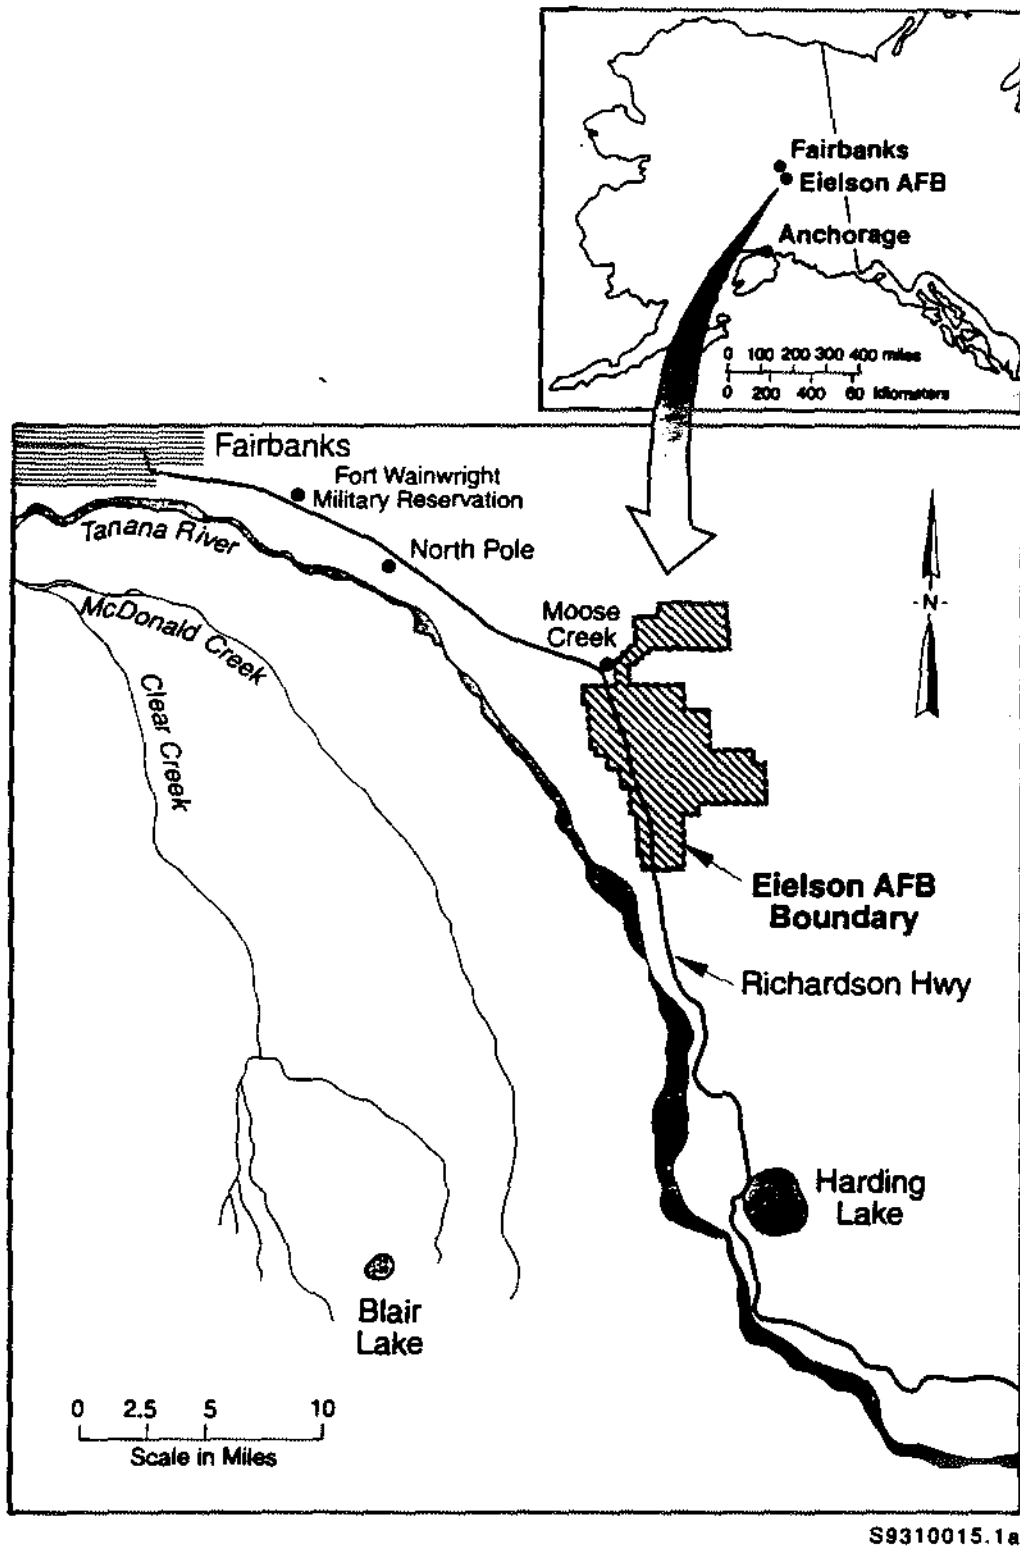 Fairbanks
Eielson AFB
Anchorage
0 100 200 300 400 miles
0 200 400 60 kilometers
Fairbanks
Fort Wainwright
Military Reservation
Tanana River
North Pole
McDonald Creek
Moose
Creek
-N-
Clear Creek
Eielson AFB
Boundary
Richardson Hwy
Harding
Lake
Blair
Lake
0 2.5 5 10
Scale in Miles
S9310015.1a